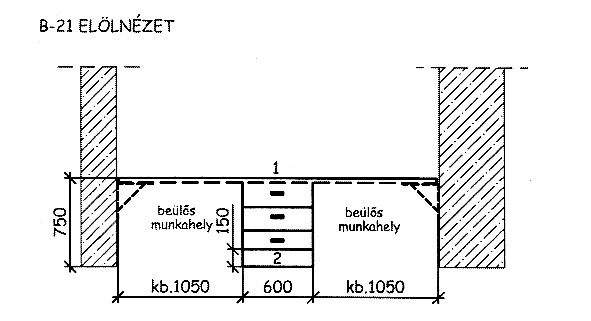 B-21 ELÖLNÉZET
1
beülős
munkahely
beülős
munkahely
750
150
2
kb.1050
600
kb.1050